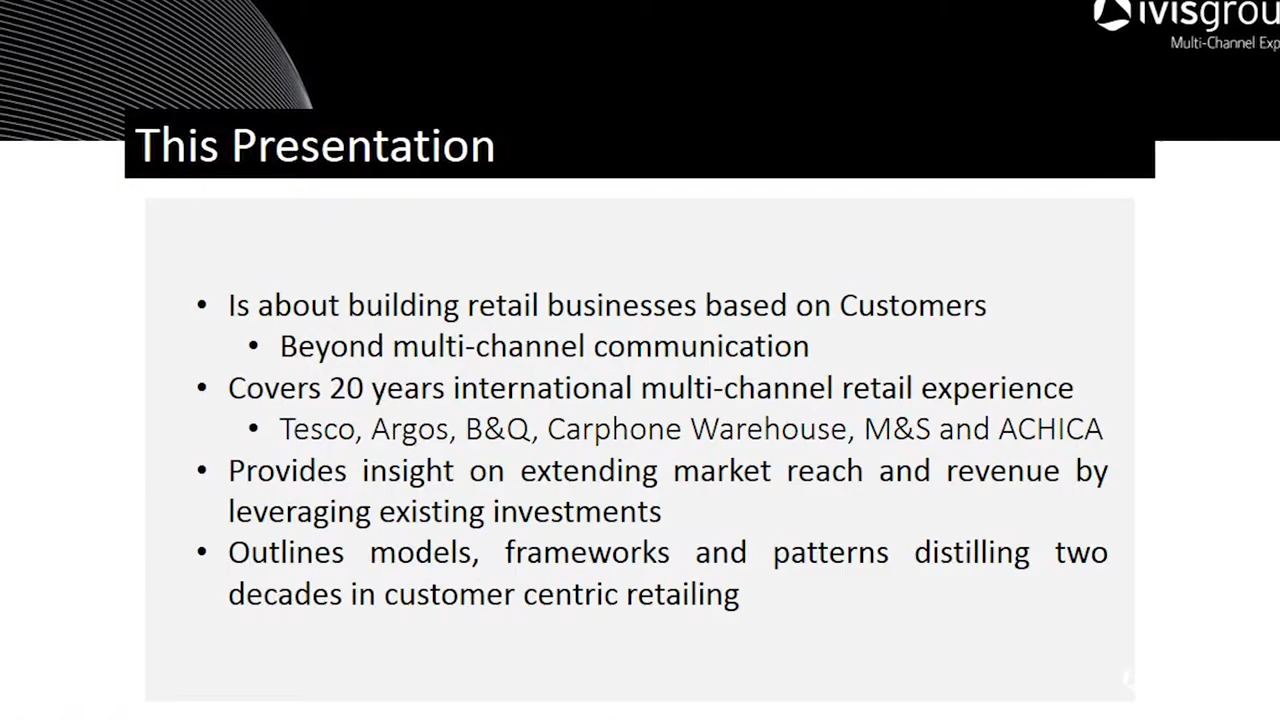 ivisgrou
Multi-Channel Exp
This Presentation
• Is about building retail businesses based on Customers
• Beyond multi-channel communication
• Covers 20 years international multi-channel retail experience
• Tesco, Argos, B&Q, Carphone Warehouse, M&S and ACHICA
• Provides insight on extending market reach and revenue by
leveraging existing investments
• Outlines models, frameworks and patterns distilling two
decades in customer centric retailing